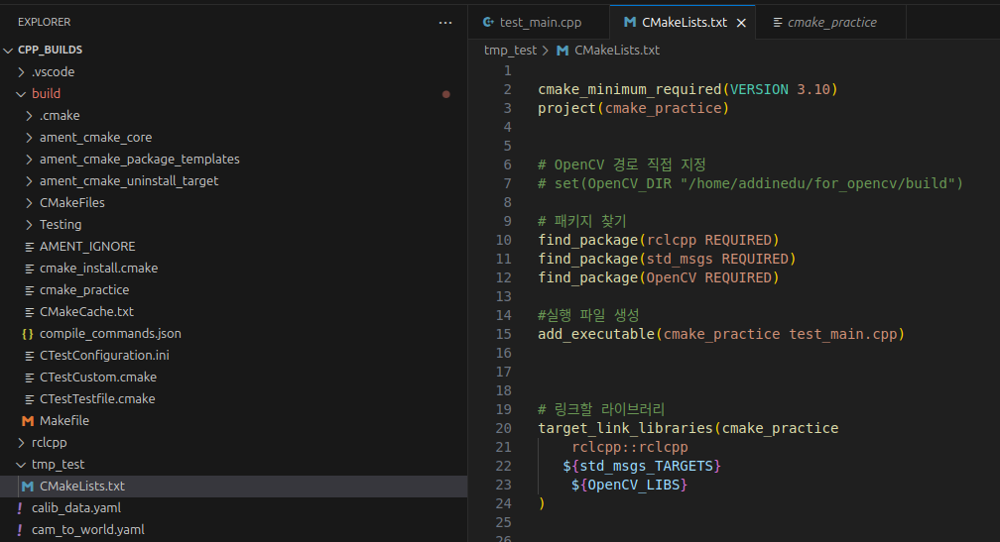 EXPLORER
CPP_BUILDS
.vscode
build
.cmake
ament_cmake_core
ament_cmake_package_templates
ament_cmake_uninstall_target
CMakeFiles
Testing
AMENT_IGNORE
cmake_install.cmake
cmake_practice
CMakeCache.txt
compile_commands.json
CTestConfiguration.ini
CTestCustom.cmake
CTestTestfile.cmake
Makefile
rclcpp
tmp_test
CMakeLists.txt
calib_data.yaml
cam_to_world.yaml
test_main.cpp
CMakeLists.txt
cmake_practice
tmp_test > CMakeLists.txt
1
2 cmake_minimum_required(VERSION 3.10)
3 project(cmake_practice)
4
5
6 # OpenCV 경로 직접 지정
7 # set(OpenCV_DIR "/home/addinedu/for_opencv/build")
8
9 # 패키지 찾기
10 find_package(rclcpp REQUIRED)
11 find_package(std_msgs REQUIRED)
12 find_package(OpenCV REQUIRED)
13
14 #실행 파일 생성
15 add_executable(cmake_practice test_main.cpp)
16
17
18
19 # 링크할 라이브러리
20 target_link_libraries(cmake_practice
21 rclcpp::rclcpp
22 ${std_msgs_TARGETS}
23 ${OpenCV_LIBS}
24 )
25
26